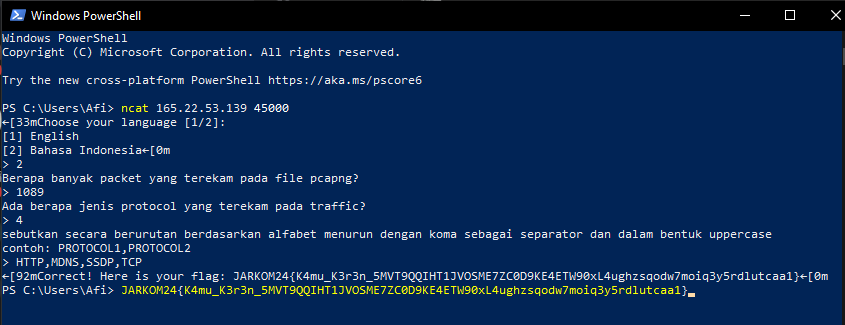 Windows PowerShell
Windows PowerShell
Copyright (C) Microsoft Corporation. All rights reserved.
Try the new cross-platform PowerShell https://aka.ms/pscore6
PS C:\Users\Afi> ncat 165.22.53.139 45000
←[33mChoose your language [1/2]:
[1] English
[2] Bahasa Indonesia←[0m
> 2
Berapa banyak packet yang terekam pada file pcapng?
> 1089
Ada berapa jenis protocol yang terekam pada traffic?
> 4
sebutkan secara berurutan berdasarkan alfabet menurun dengan koma sebagai separator dan dalam bentuk uppercase
contoh: PROTOCOL1,PROTOCOL2
> HTTP,MDNS,SSDP,TCP
←[92mCorrect! Here is your flag: JARKOM24{K4mu_K3r3n_5MVT9QQIHT1JVOSME7ZC0D9KE4ETW90xL4ughzsqodw7moiq3y5rdlutcaa1}←[0m
PS C:\Users\Afi> JARKOM24{K4mu_K3r3n_5MVT9QQIHT1JVOSME7ZC0D9KE4ETW90xL4ughzsqodw7moiq3y5rdlutcaa1}